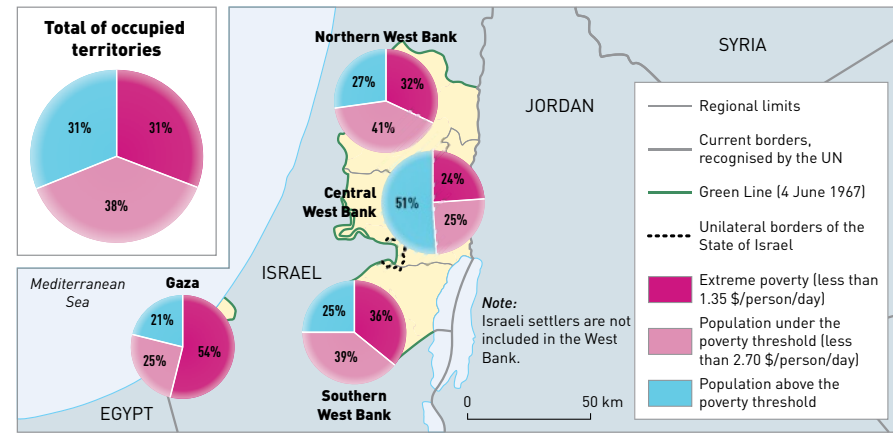 Total of occupied
territories
31%
31%
38%
Northern West Bank
27%
32%
41%
SYRIA
JORDAN
Central
West Bank
51%
24%
25%
ISRAEL
Mediterranean
Sea
Gaza
21%
54%
25%
EGYPT
25%
36%
39%
Southern
West Bank
Note:
Israeli settlers are not
included in the West
Bank.
0
50 km
Regional limits
Current borders,
recognised by the UN
Green Line (4 June 1967)
Unilateral borders of the
State of Israel
Extreme poverty (less than
1.35 $/person/day)
Population under the
poverty threshold (less
than 2.70 $/person/day)
Population above the
poverty threshold